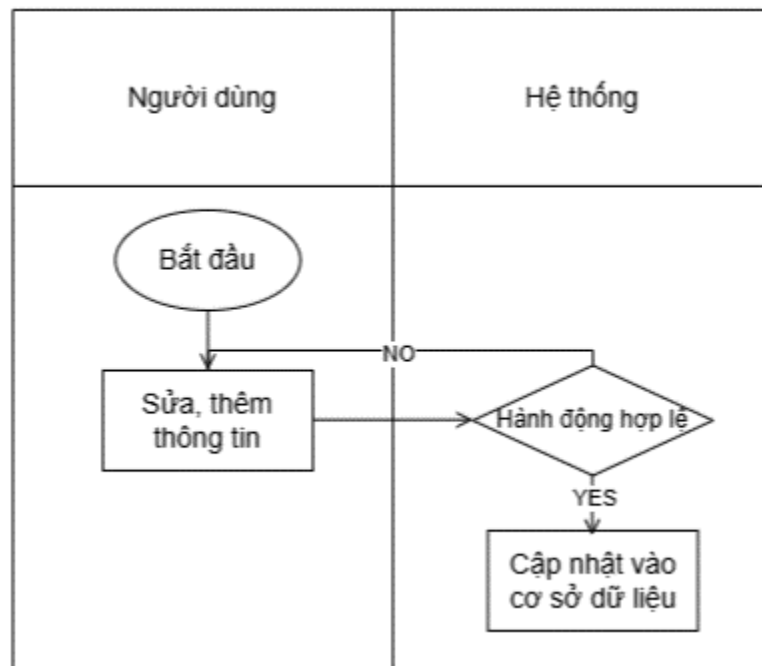 Người dùng
Hệ thống
Bắt đầu
NO
Sửa, thêm
thông tin
Hành động hợp lệ
YES
Cập nhật vào
cơ sở dữ liệu